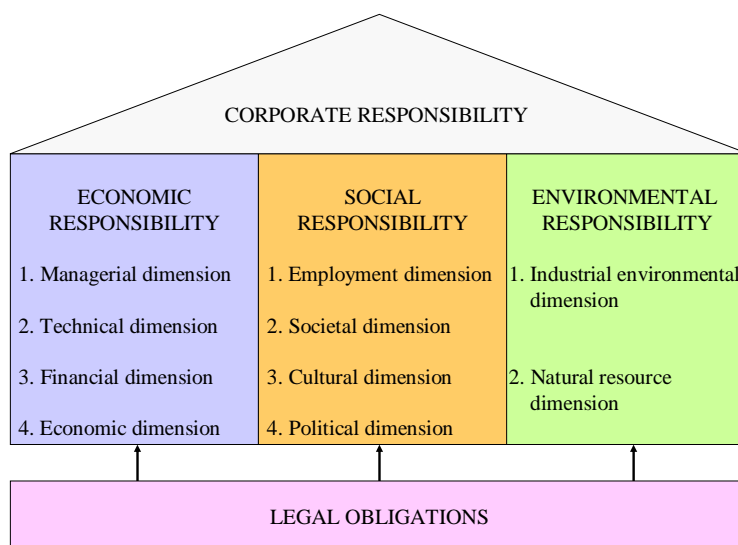 CORPORATE RESPONSIBILITY
ECONOMIC
RESPONSIBILITY
1. Managerial dimension
2. Technical dimension
3. Financial dimension
4. Economic dimension
SOCIAL
RESPONSIBILITY
1. Employment dimension
2. Societal dimension
3. Cultural dimension
4. Political dimension
ENVIRONMENTAL
RESPONSIBILITY
1. Industrial environmental
dimension
2. Natural resource
dimension
LEGAL OBLIGATIONS